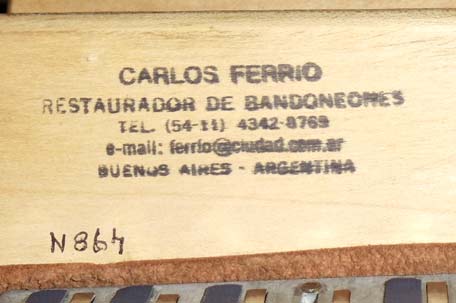 CARLOS FERRIO
RESTAURADOR DE BANDONEONES
TEL. (54-11) 4342-8769
e-mail: ferrio@ciudad.com.ar
BUENOS AIRES - ARGENTINA
N864